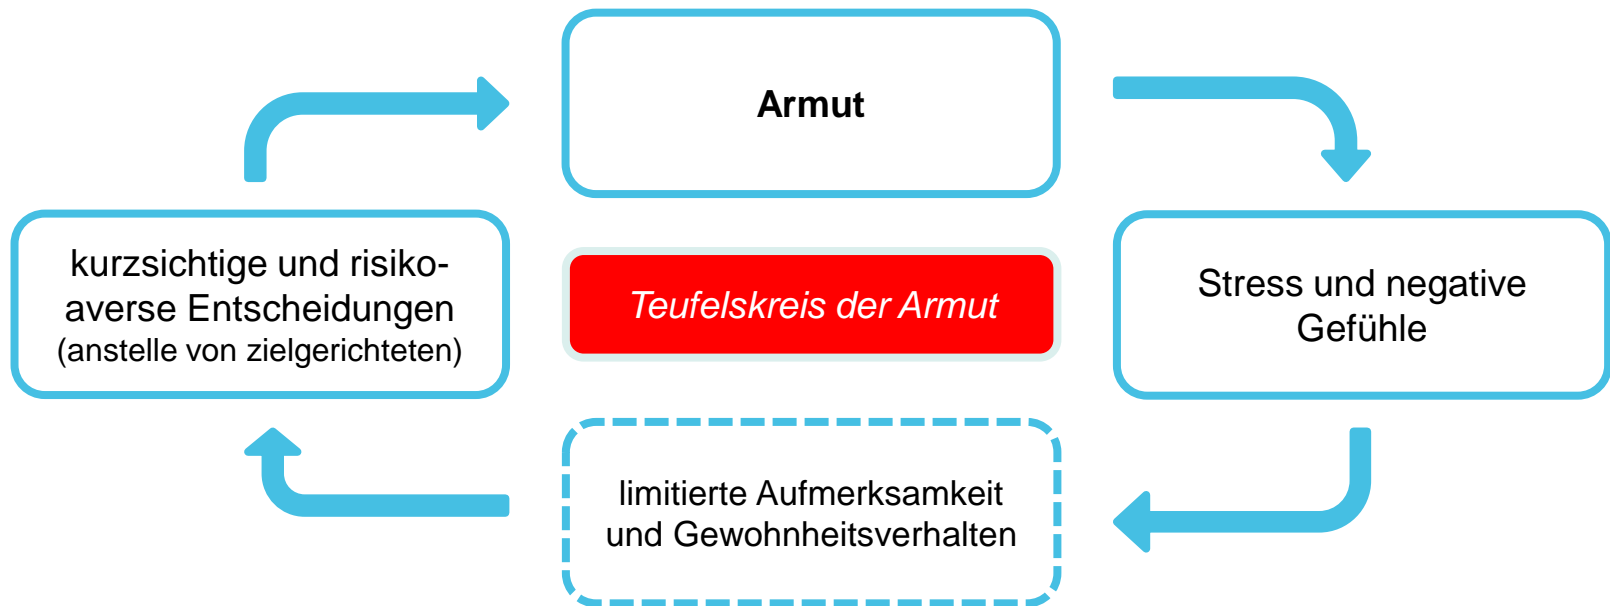 Armut
kurzsichtige und risiko-
averse Entscheidungen
(anstelle von zielgerichteten)
Teufelskreis der Armut
Stress und negative
Gefühle
limitierte Aufmerksamkeit
und Gewohnheitsverhalten